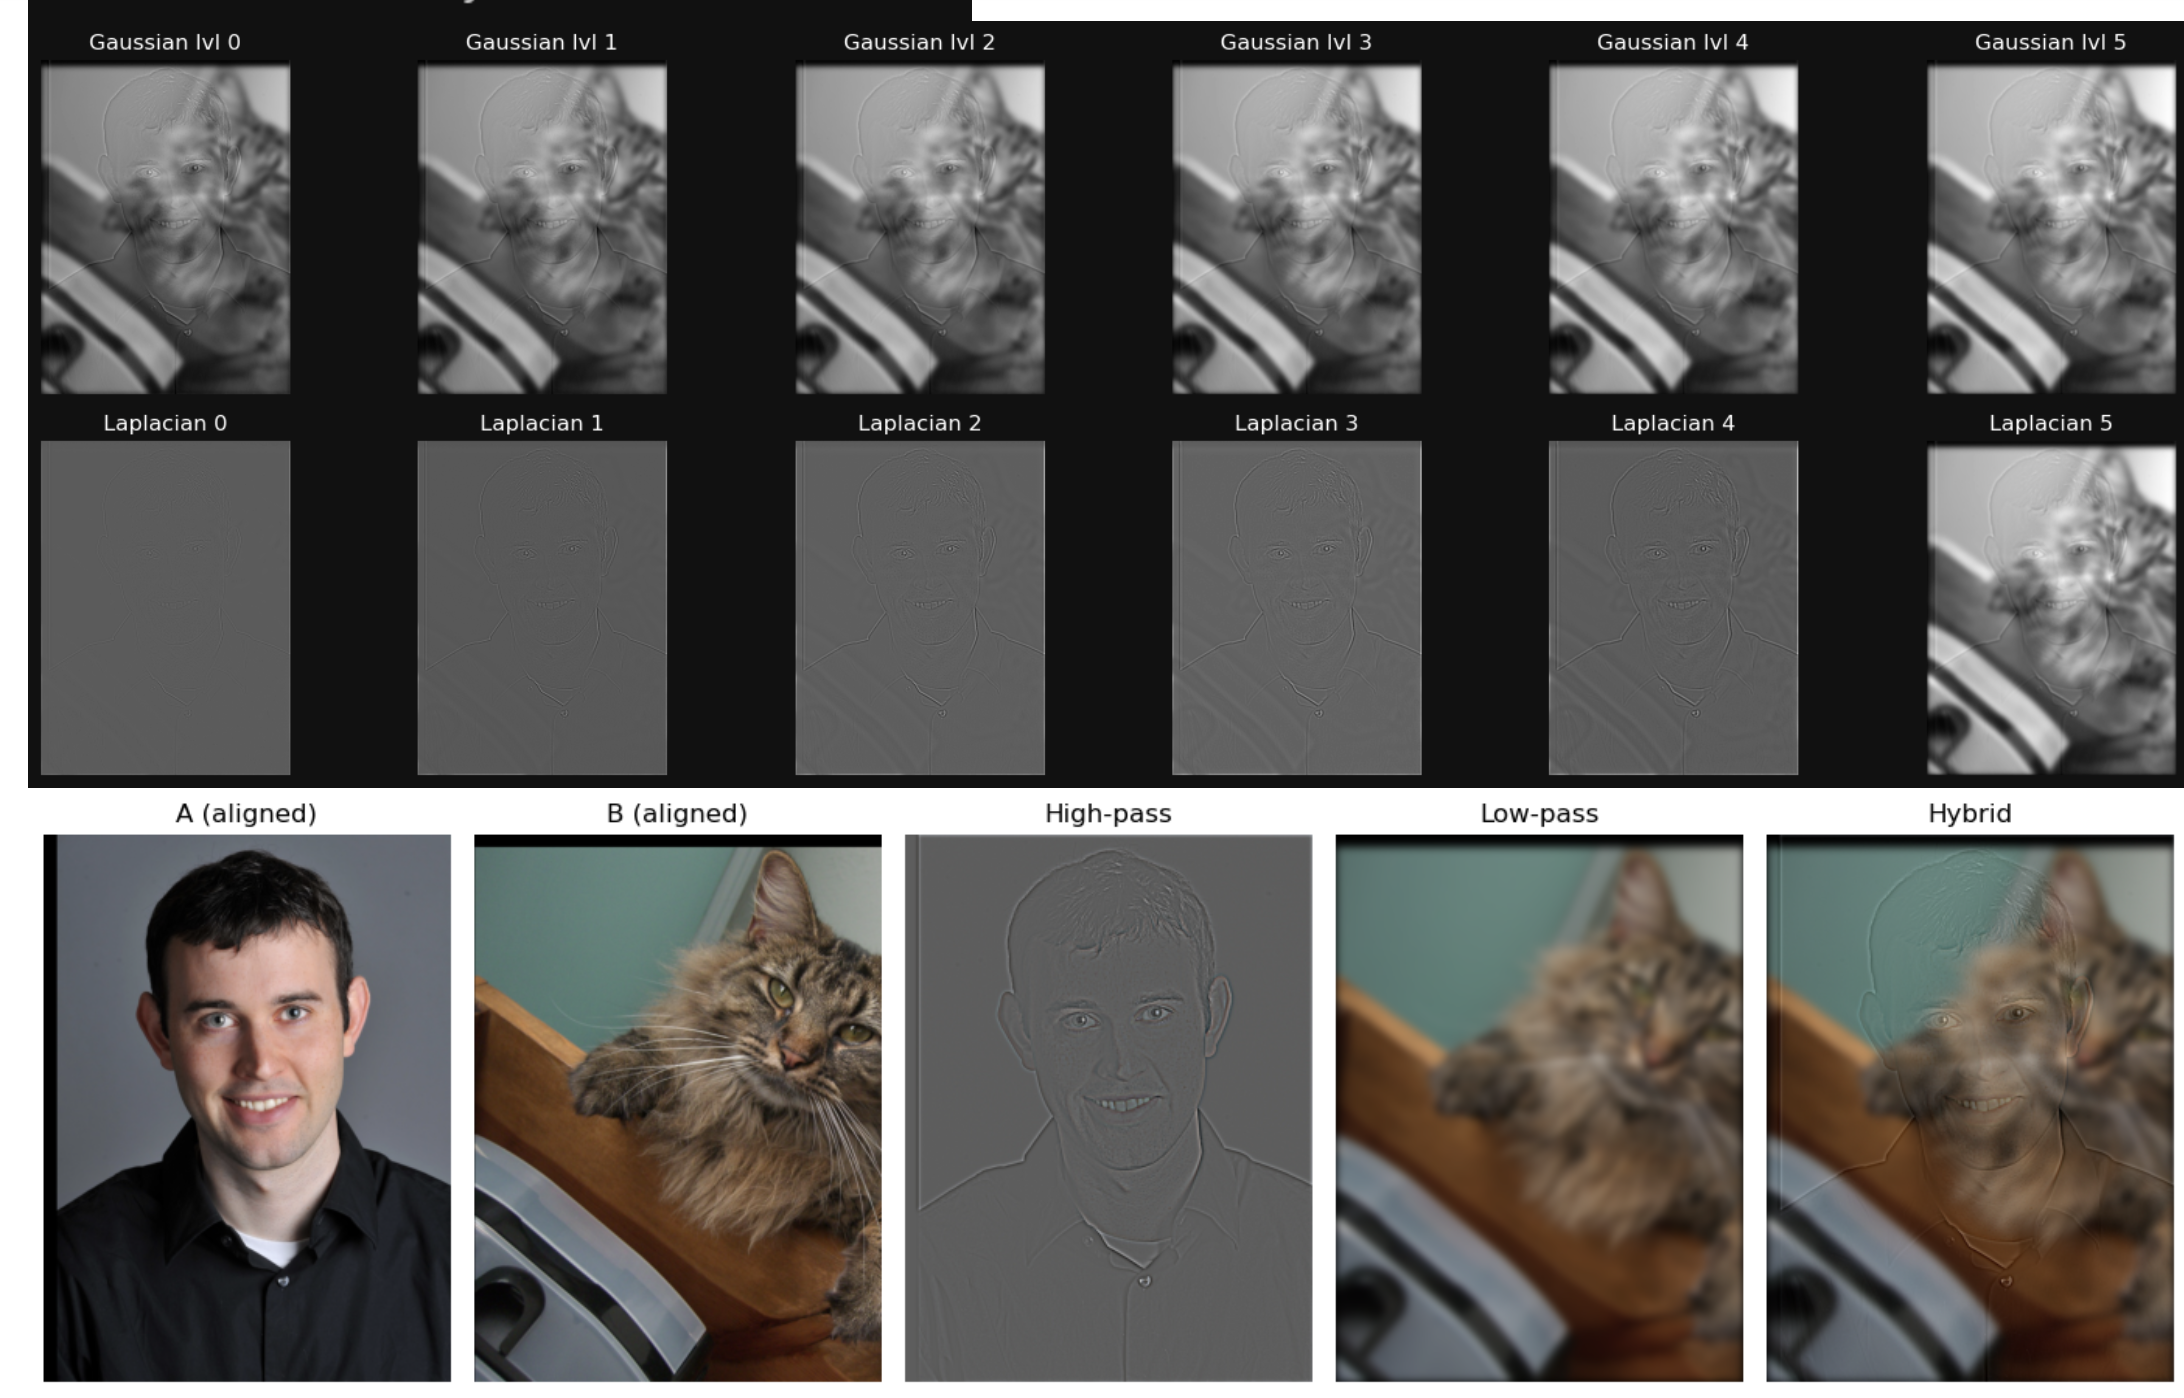 Gaussian lvl 0 Gaussian lvl 1 Gaussian lvl 2 Gaussian lvl 3 Gaussian lvl 4 Gaussian lvl 5
Laplacian 0 Laplacian 1 Laplacian 2 Laplacian 3 Laplacian 4 Laplacian 5
A (aligned) B (aligned) High-pass Low-pass Hybrid